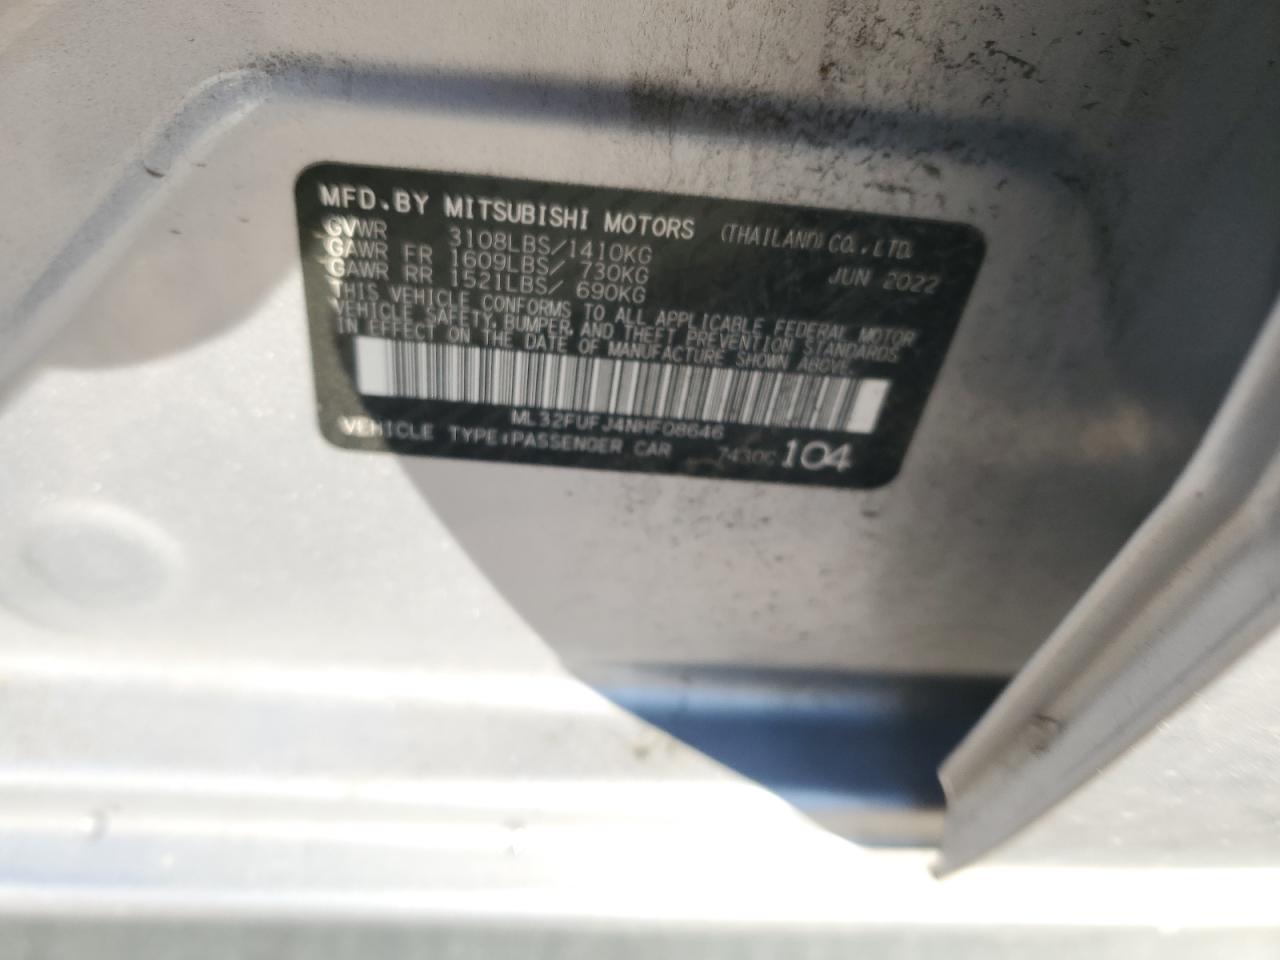 MFD.BY MITSUBISHI MOTORS (THAILAND) CO.,LTD.
GVWR 3108LBS/1410KG JUN 2022
GAWR FR 1609LBS/ 730KG
GAWR RR 1521LBS/ 690KG
THIS VEHICLE CONFORMS TO ALL APPLICABLE FEDERAL MOTOR
VEHICLE SAFETY, BUMPER, AND THEFT PREVENTION STANDARDS
IN EFFECT ON THE DATE OF MANUFACTURE SHOWN ABOVE.
ML32FUFJ4NHF08646
VEHICLE TYPE:PASSENGER CAR 7430C 104